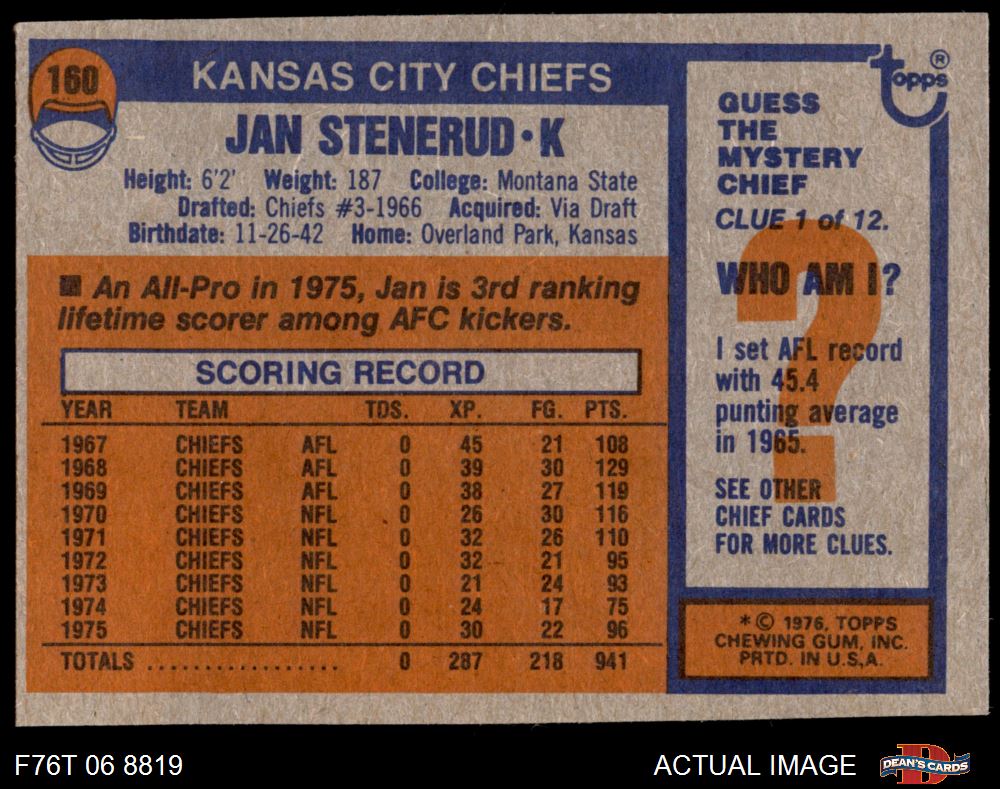 160
KANSAS CITY CHIEFS
JAN STENERUD•K
Height: 6'2' Weight: 187 College: Montana State
Drafted: Chiefs #3-1966 Acquired: Via Draft
Birthdate: 11-26-42 Home: Overland Park, Kansas
■ An All-Pro in 1975, Jan is 3rd ranking
lifetime scorer among AFC kickers.
SCORING RECORD
YEAR TEAM TDS. XP. FG. PTS.
1967 CHIEFS AFL 0 45 21 108
1968 CHIEFS AFL 0 39 30 129
1969 CHIEFS AFL 0 38 27 119
1970 CHIEFS NFL 0 26 30 116
1971 CHIEFS NFL 0 32 26 110
1972 CHIEFS NFL 0 32 21 95
1973 CHIEFS NFL 0 21 24 93
1974 CHIEFS NFL 0 24 17 75
1975 CHIEFS NFL 0 30 22 96
TOTALS .................. 0 287 218 941
topps ®
GUESS
THE
MYSTERY
CHIEF
CLUE 1 of 12.
?
WHO AM I?
I set AFL record
with 45.4
punting average
in 1965.
SEE OTHER
CHIEF CARDS
FOR MORE CLUES.
*© 1976, TOPPS
CHEWING GUM, INC.
PRTD. IN U.S.A.
F76T 06 8819
ACTUAL IMAGE
D
DEAN'S CARDS